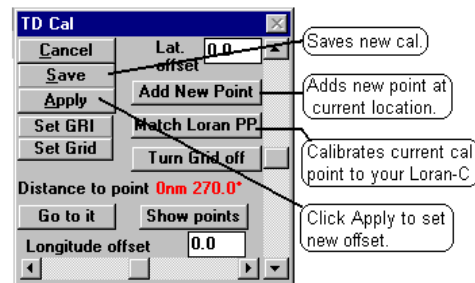 TD Cal
Cancel
Save
Apply
Set GRI
Set Grid
Lat. offset 0.0
Add New Point
Match Loran PP
Turn Grid off
Distance to point 0nm 270.0°
Go to it
Show points
Longitude offset 0.0
Saves new cal.
Adds new point at
current location.
Calibrates current cal
point to your Loran-C
Click Apply to set
new offset.